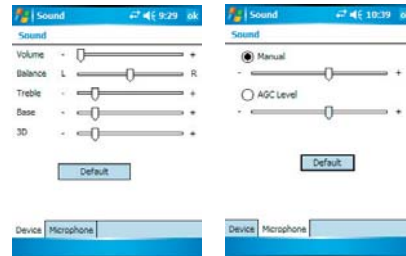 Sound 9:29 ok
Sound
Volume - +
Balance L R
Treble - +
Base - +
3D - +
Default
Device Microphone
Sound 10:39
Sound
Manual
- +
AGC Level
- +
Default
Device Microphone